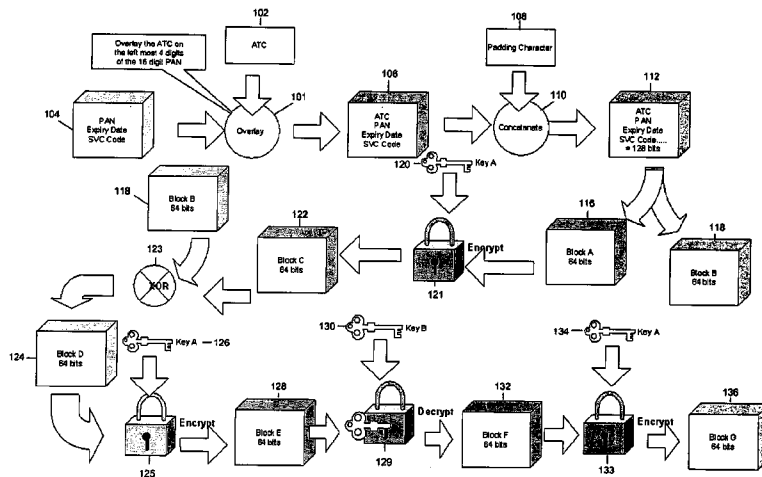 102
108
Overlay the ATC on
the left most 4 digits
of the 16 digit PAN
ATC
Padding Character
101
106
110
112
104
PAN
Expiry Date
SVC Code
Overlay
ATC
PAN
Expiry Date
SVC Code
Concatenate
ATC
PAN
Expiry Date
SVC Code.....
= 128 bits
120
Key A
118
Block B
64 bits
122
116
118
123
Block C
64 bits
Encrypt
Block A
64 bits
Block B
64 bits
XOR
121
124
Block D
64 bits
Key A
126
130
Key B
134
Key A
128
132
136
Encrypt
Block E
64 bits
Decrypt
Block F
64 bits
Encrypt
Block G
64 bits
125
129
133